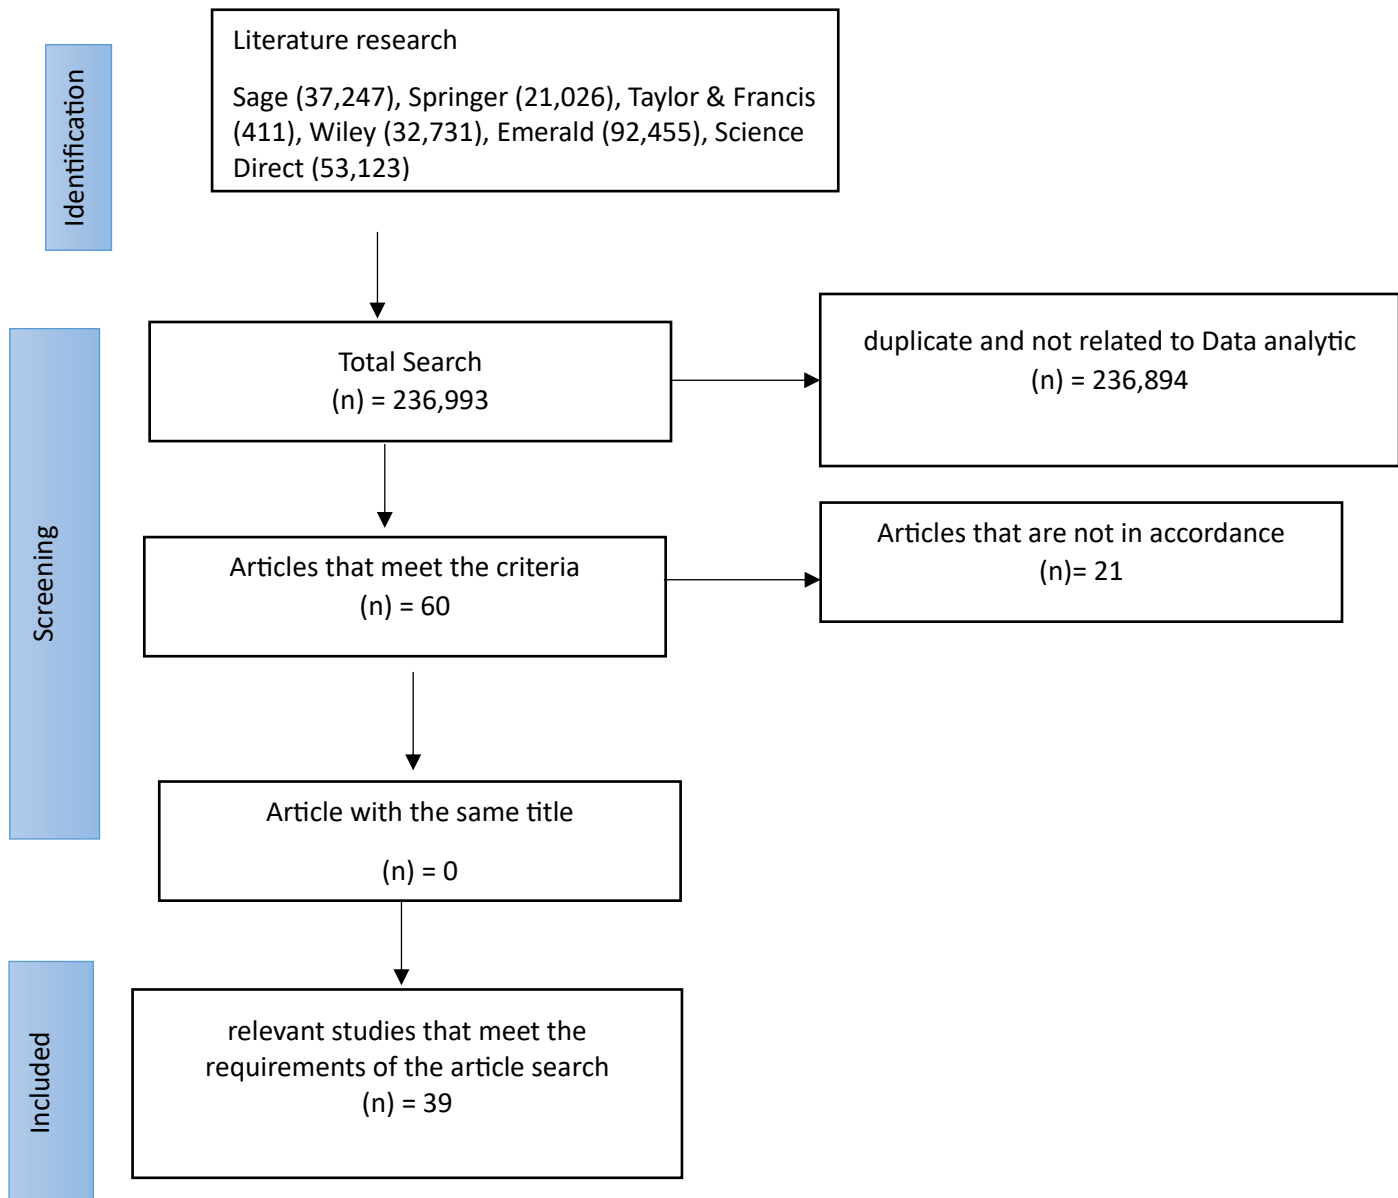 Identification
Literature research
Sage (37,247), Springer (21,026), Taylor & Francis
(411), Wiley (32,731), Emerald (92,455), Science
Direct (53,123)
Screening
Total Search
(n) = 236,993
duplicate and not related to Data analytic
(n) = 236,894
Articles that meet the criteria
(n) = 60
Articles that are not in accordance
(n)= 21
Article with the same title
(n) = 0
Included
relevant studies that meet the
requirements of the article search
(n) = 39